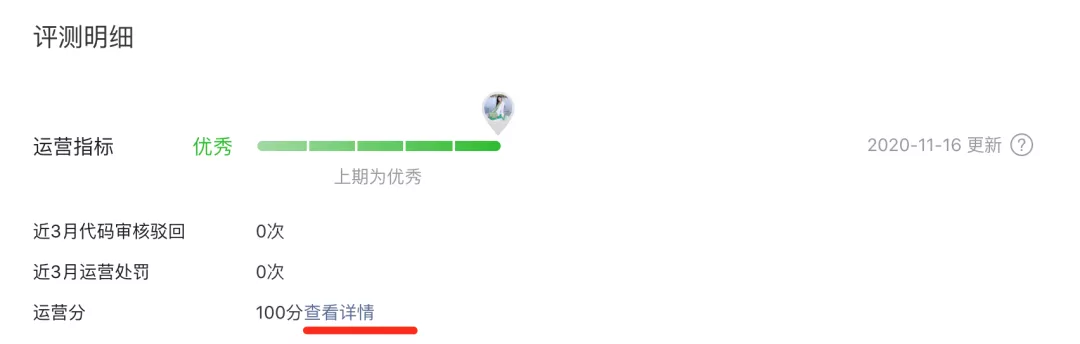 评测明细
运营指标 优秀 2020-11-16 更新 ?
上期为优秀
近3月代码审核驳回 0次
近3月运营处罚 0次
运营分 100分查看详情